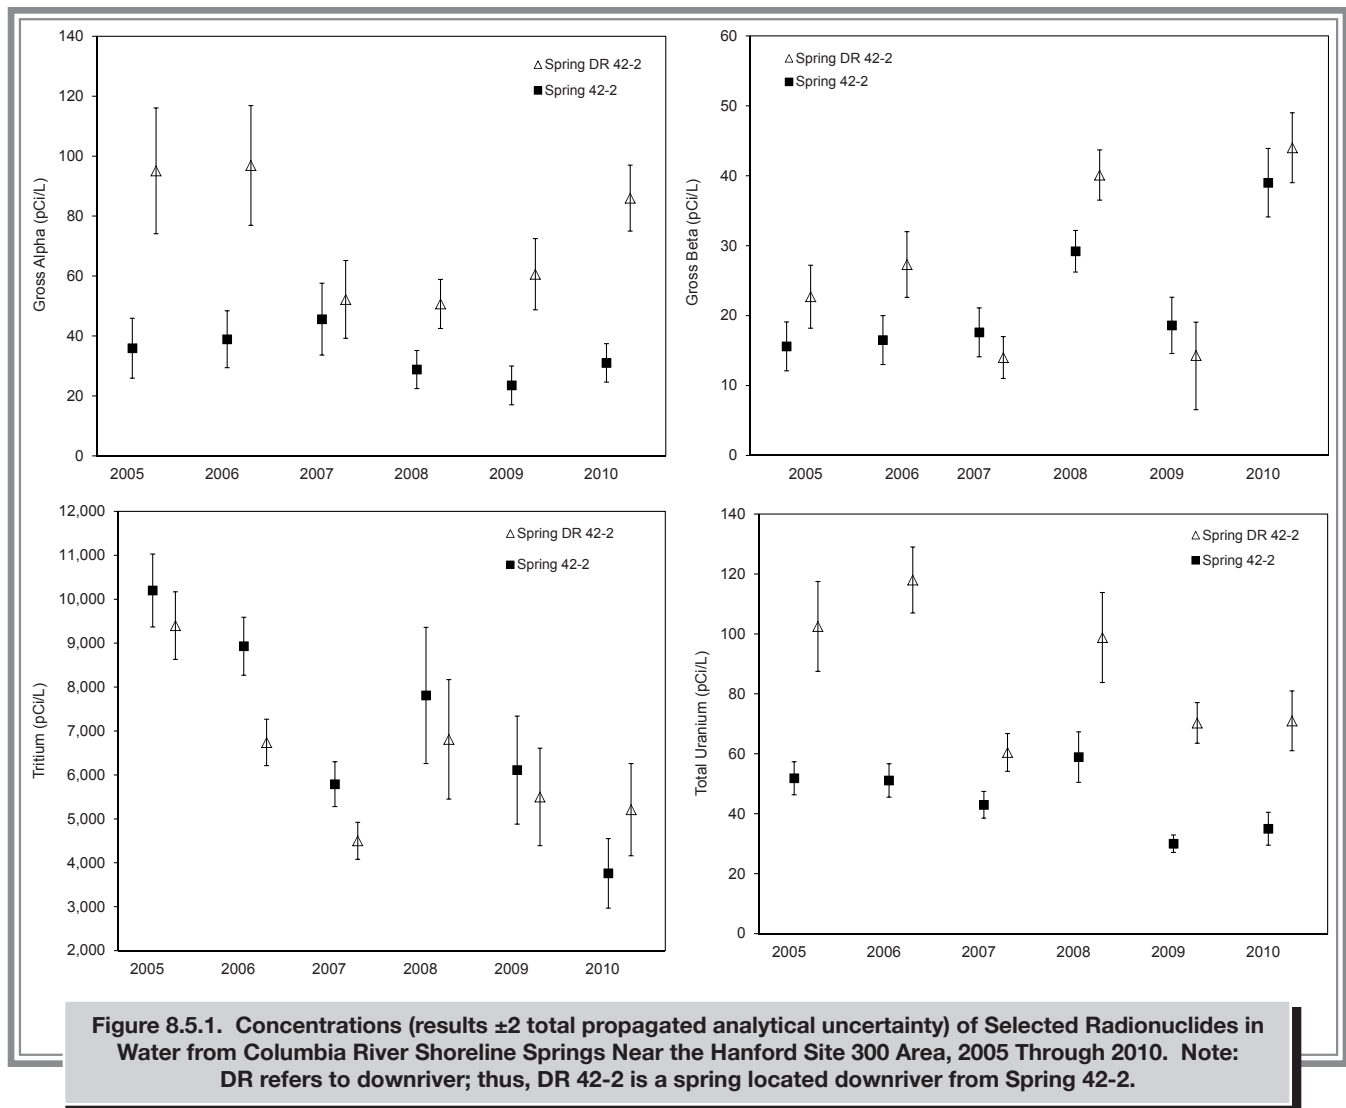 140
120
100
80
60
40
20
0
Gross Alpha (pCi/L)
Spring DR 42-2
Spring 42-2
2005 2006 2007 2008 2009 2010
60
50
40
30
20
10
0
Gross Beta (pCi/L)
Spring DR 42-2
Spring 42-2
2005 2006 2007 2008 2009 2010
12,000
11,000
10,000
9,000
8,000
7,000
6,000
5,000
4,000
3,000
2,000
Tritium (pCi/L)
Spring DR 42-2
Spring 42-2
2005 2006 2007 2008 2009 2010
140
120
100
80
60
40
20
0
Total Uranium (pCi/L)
Spring DR 42-2
Spring 42-2
2005 2006 2007 2008 2009 2010
Figure 8.5.1. Concentrations (results ±2 total propagated analytical uncertainty) of Selected Radionuclides in
Water from Columbia River Shoreline Springs Near the Hanford Site 300 Area, 2005 Through 2010. Note:
DR refers to downriver; thus, DR 42-2 is a spring located downriver from Spring 42-2.